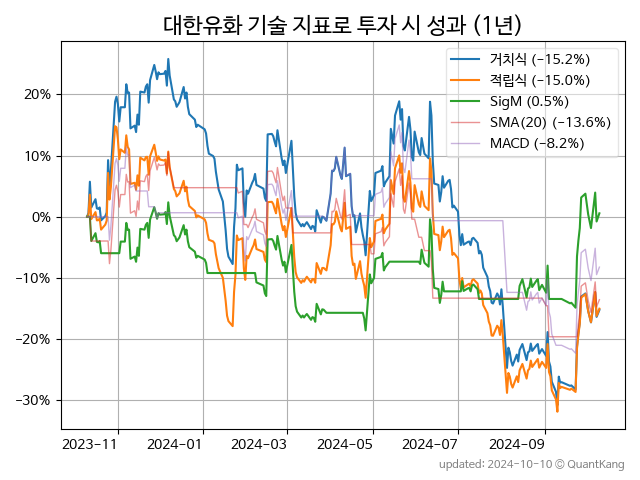 대한유화 기술 지표로 투자 시 성과 (1년)
거치식 (−15.2%)
적립식 (−15.0%)
SigM (0.5%)
SMA(20) (−13.6%)
MACD (−8.2%)
20%
10%
0%
−10%
−20%
−30%
2023−11
2024−01
2024−03
2024−05
2024−07
2024−09
updated: 2024-10-10 © QuantKang